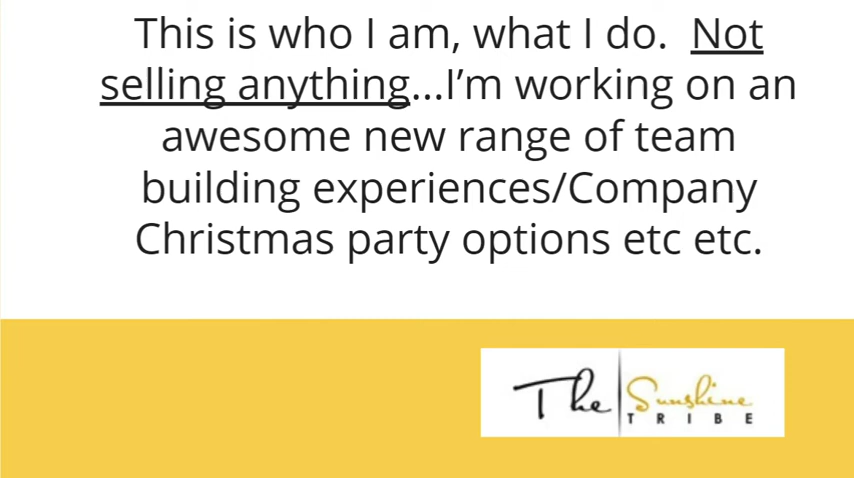 This is who I am, what I do.  Not
selling anything...I’m working on an
awesome new range of team
building experiences/Company
Christmas party options etc etc.
The Sunshine
TRIBE